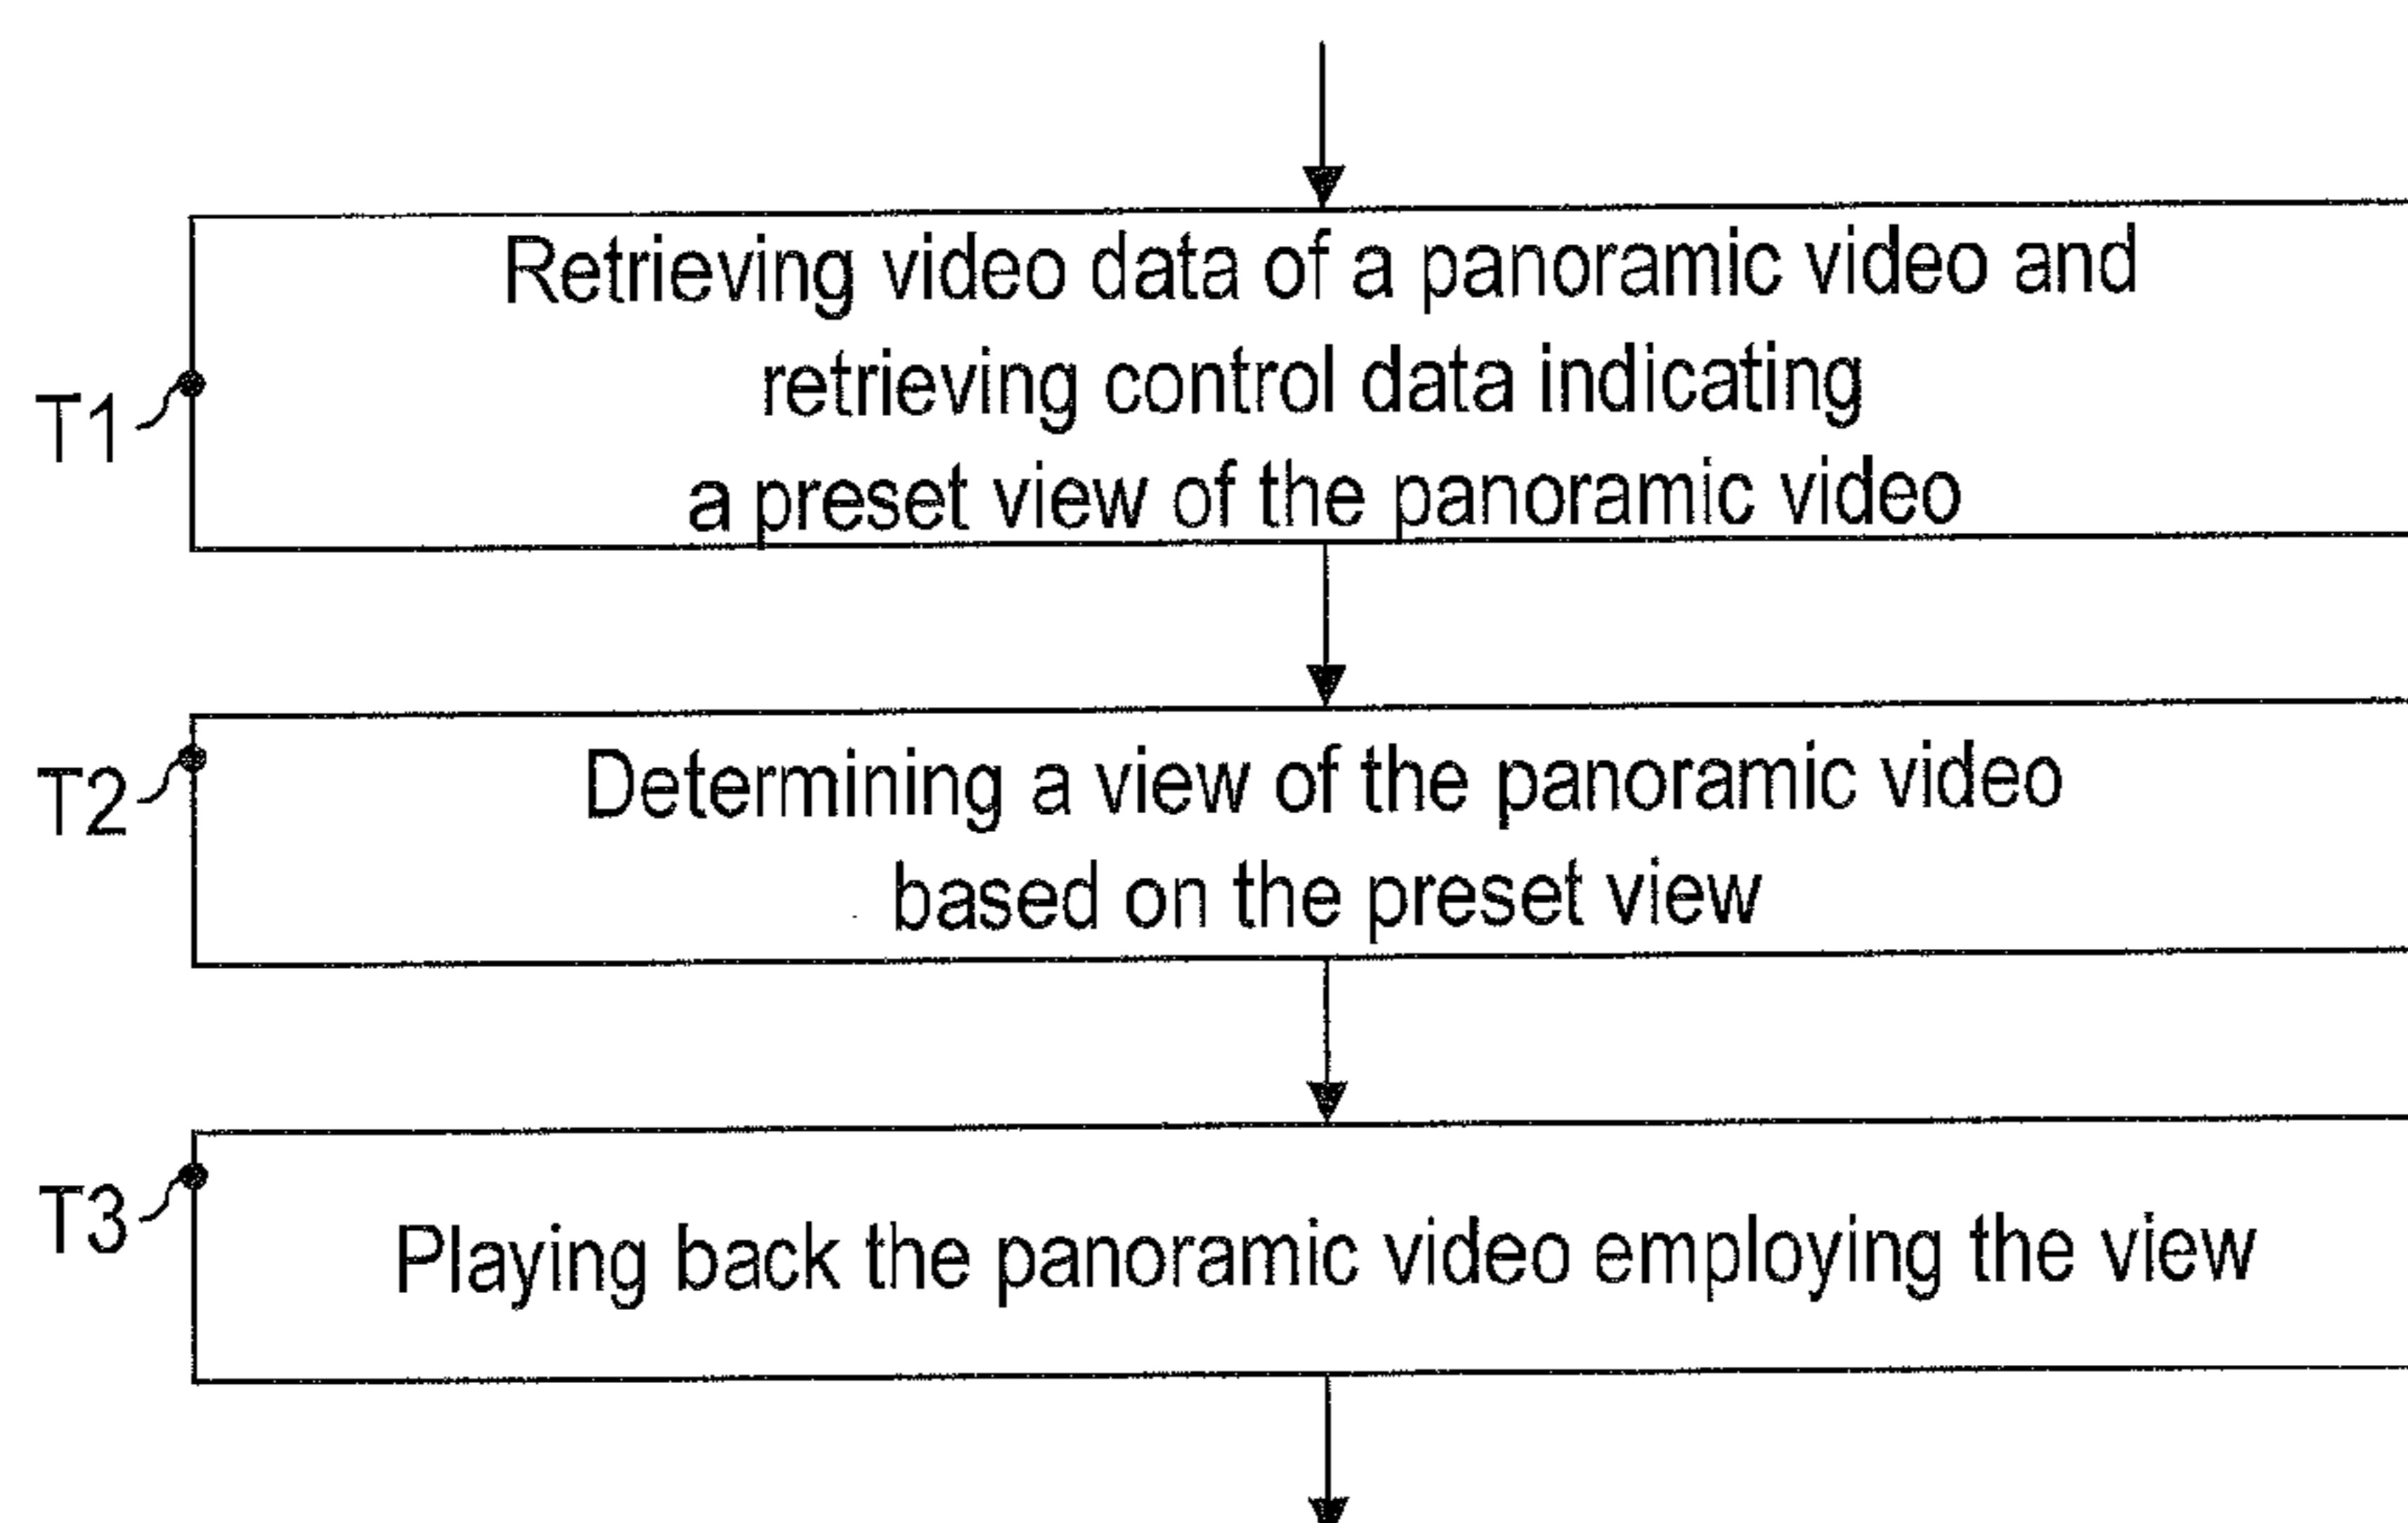 Retrieving video data of a panoramic video and
retrieving control data indicating
a preset view of the panoramic video
T1
Determining a view of the panoramic video
based on the preset view
T2
Playing back the panoramic video employing the view
T3